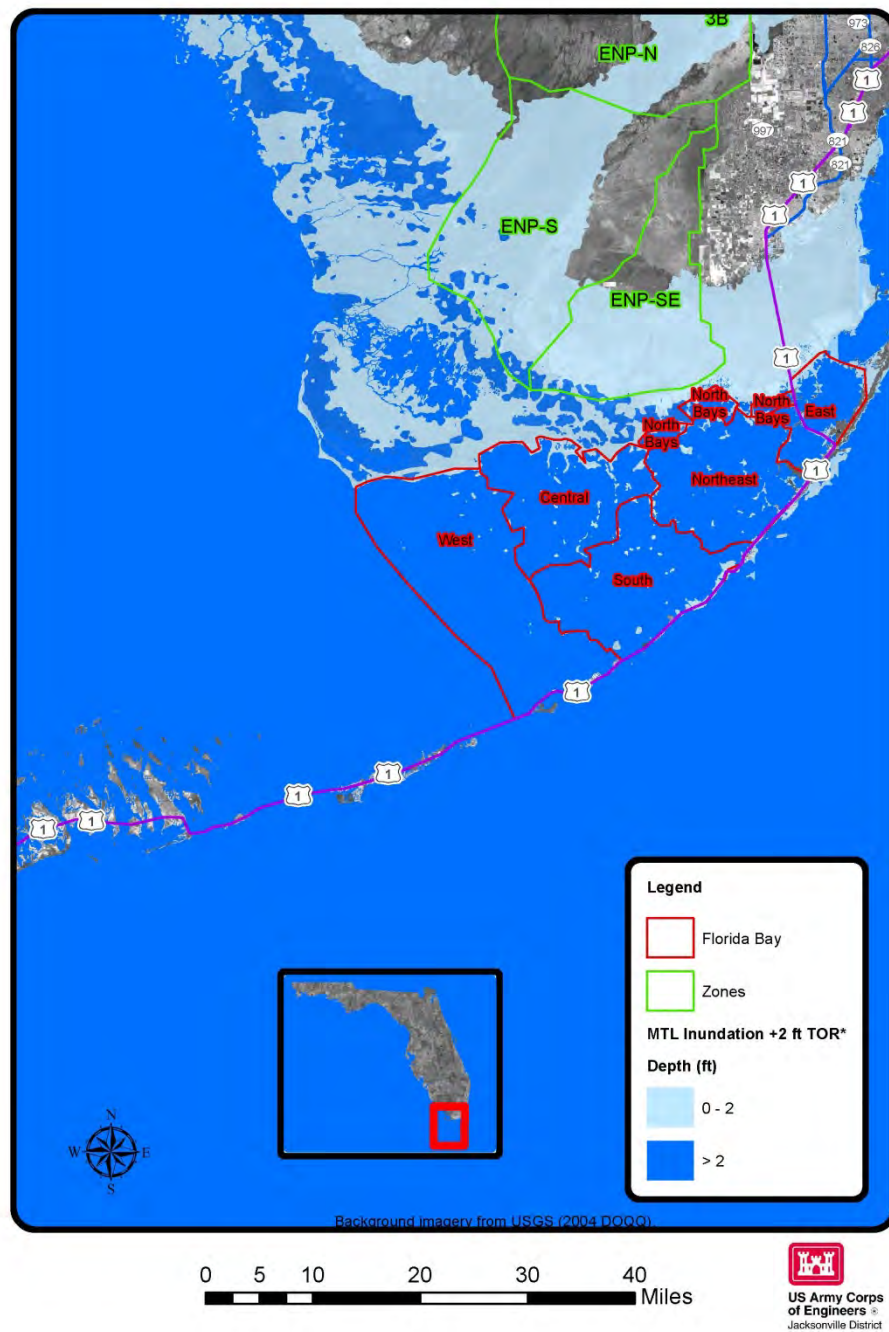 3B
973
826
ENP-N
1
1
997
821
821
1
1
ENP-S
ENP-SE
1
North
Bays
North
Bays
East
North
Bays
1
Northeast
Central
West
South
1
1
1
1
1
Legend
Florida Bay
Zones
MTL Inundation +2 ft TOR*
Depth (ft)
0 - 2
> 2
N
W E
S
Background imagery from USGS (2004 DOQQ).
0 5 10 20 30 40
Miles
US Army Corps
of Engineers ®
Jacksonville District